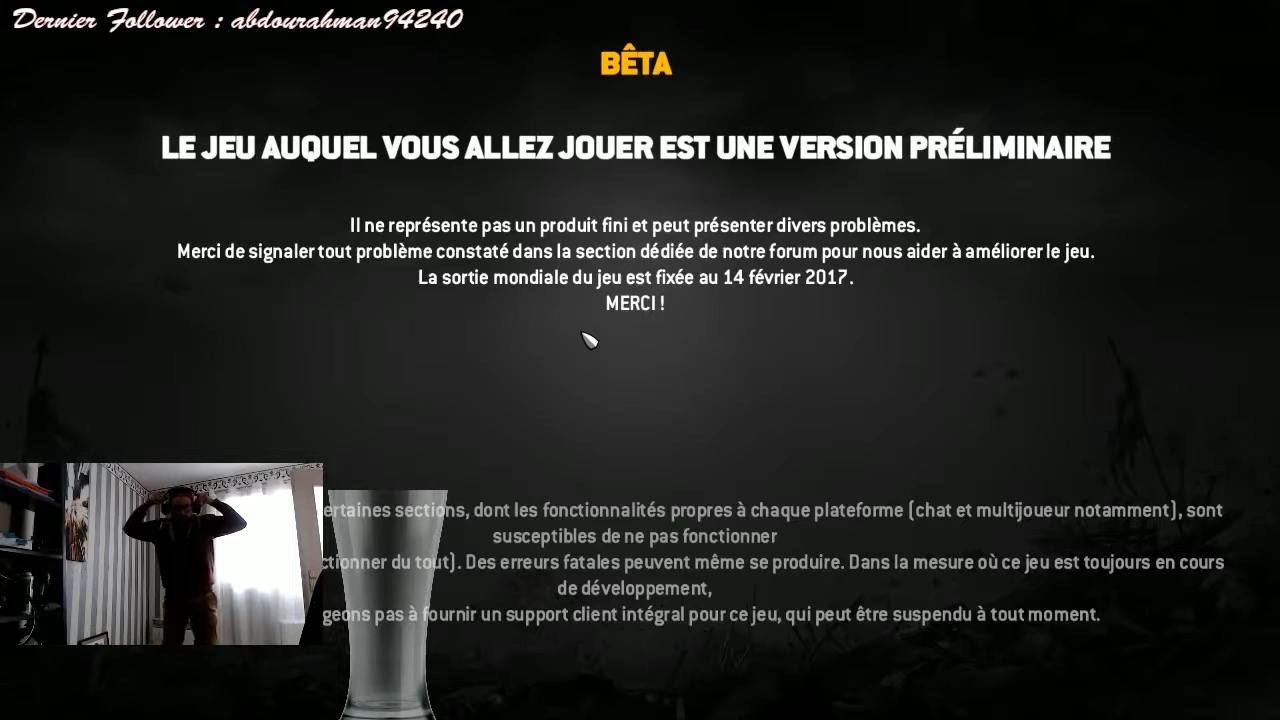 Dernier Follower : abdourahman94240
BÊTA
LE JEU AUQUEL VOUS ALLEZ JOUER EST UNE VERSION PRÉLIMINAIRE
Il ne représente pas un produit fini et peut présenter divers problèmes.
Merci de signaler tout problème constaté dans la section dédiée de notre forum pour nous aider à améliorer le jeu.
La sortie mondiale du jeu est fixée au 14 février 2017.
MERCI !
ertaines sections, dont les fonctionnalités propres à chaque plateforme (chat et multijoueur notamment), sont
susceptibles de ne pas fonctionner
ctionner du tout). Des erreurs fatales peuvent même se produire. Dans la mesure où ce jeu est toujours en cours
de développement,
geons pas à fournir un support client intégral pour ce jeu, qui peut être suspendu à tout moment.